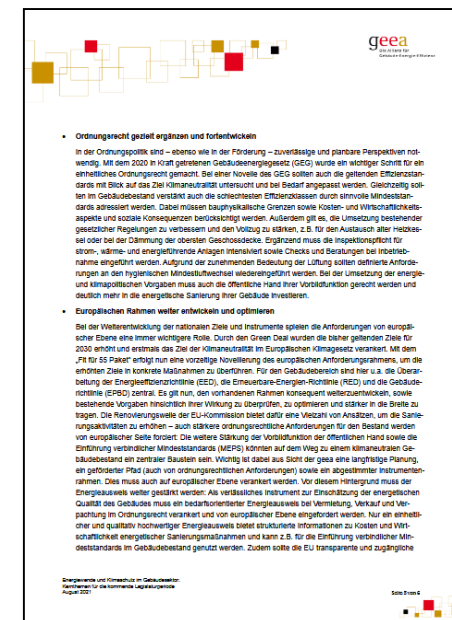 geea
Die Allianz für
Gebäude-Energie-Effizienz
• Ordnungsrecht gezielt ergänzen und fortentwickeln
In der Ordnungspolitik sind – ebenso wie in der Förderung – zuverlässige und planbare Perspektiven not-
wendig. Mit dem 2020 in Kraft getretenen Gebäudeenergiegesetz (GEG) wurde ein wichtiger Schritt für ein
einheitliches Ordnungsrecht gemacht. Bei einer Novelle des GEG sollten auch die geltenden Effizienzstan-
dards mit Blick auf das Ziel Klimaneutralität untersucht und bei Bedarf angepasst werden. Gleichzeitig soll-
ten im Gebäudebestand verstärkt auch die schlechtesten Effizienzklassen durch sinnvolle Mindeststan-
dards adressiert werden. Dabei müssen bauphysikalische Grenzen sowie Kosten- und Wirtschaftlichkeits-
aspekte und soziale Konsequenzen berücksichtigt werden. Außerdem gilt es, die Umsetzung bestehender
gesetzlicher Regelungen zu verbessern und den Vollzug zu stärken, z.B. für den Austausch alter Heizkes-
sel oder bei der Dämmung der obersten Geschossdecke. Ergänzend muss die Inspektionspflicht für
strom-, wärme- und energieführende Anlagen intensiviert sowie Checks und Beratungen bei Inbetrieb-
nahme eingeführt werden. Aufgrund der zunehmenden Bedeutung der Lüftung sollten definierte Anforde-
rungen an den hygienischen Mindestluftwechsel wiedereingeführt werden. Bei der Umsetzung der energie-
und klimapolitischen Vorgaben muss auch die öffentliche Hand ihrer Vorbildfunktion gerecht werden und
deutlich mehr in die energetische Sanierung ihrer Gebäude investieren.
• Europäischen Rahmen weiter entwickeln und optimieren
Bei der Weiterentwicklung der nationalen Ziele und Instrumente spielen die Anforderungen von europäi-
scher Ebene eine immer wichtigere Rolle. Durch den Green Deal wurden die bisher geltenden Ziele für
2030 erhöht und erstmals das Ziel der Klimaneutralität im Europäischen Klimagesetz verankert. Mit dem
„Fit für 55 Paket“ erfolgt nun eine vorzeitige Novellierung des europäischen Anforderungsrahmens, um die
erhöhten Ziele in konkrete Maßnahmen zu überführen. Für den Gebäudebereich sind hier u.a. die Überar-
beitung der Energieeffizienzrichtlinie (EED), die Erneuerbare-Energien-Richtlinie (RED) und die Gebäude-
richtlinie (EPBD) zentral. Es gilt nun, den vorhandenen Rahmen konsequent weiterzuentwickeln, sowie
bestehende Vorgaben hinsichtlich ihrer Wirkung zu überprüfen, zu optimieren und stärker in die Breite zu
tragen. Die Renovierungswelle der EU-Kommission bietet dafür eine Vielzahl von Ansätzen, um die Sanie-
rungsaktivitäten zu erhöhen – auch stärkere ordnungsrechtliche Anforderungen für den Bestand werden
von europäischer Seite forciert: Die weitere Stärkung der Vorbildfunktion der öffentlichen Hand sowie die
Einführung verbindlicher Mindeststandards (MEPS) könnten auf dem Weg zu einem klimaneutralen Ge-
bäudebestand ein zentraler Baustein sein. Wichtig ist dabei aus Sicht der geea eine langfristige Planung,
ein geförderter Pfad (auch von ordnungsrechtlichen Anforderungen) sowie ein abgestimmter Instrumenten-
rahmen. Dies muss auch auf europäischer Ebene verankert werden. Vor diesem Hintergrund muss der
Energieausweis weiter gestärkt werden: Als verlässliches Instrument zur Einschätzung der energetischen
Qualität des Gebäudes muss ein bedarfsorientierter Energieausweis bei Vermietung, Verkauf und Ver-
pachtung im Ordnungsrecht verankert und von europäischer Ebene eingefordert werden. Nur ein einheitli-
cher und qualitativ hochwertiger Energieausweis bietet strukturierte Informationen zu Kosten und Wirt-
schaftlichkeit energetischer Sanierungsmaßnahmen und kann z.B. für die Einführung verbindlicher Min-
deststandards im Gebäudebestand genutzt werden. Zudem sollte die EU transparente und zugängliche
Energiewende und Klimaschutz im Gebäudesektor:
Kernthemen für die kommende Legislaturperiode
August 2021
Seite 5 von 6